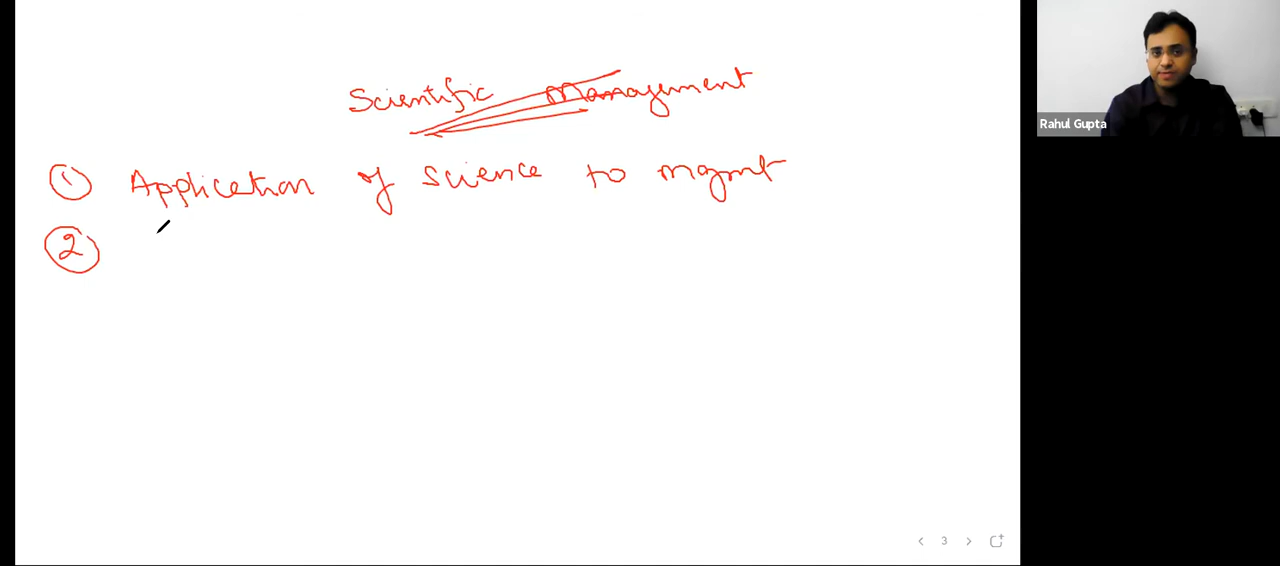 Scientific Management
① Application of science to mgmt
②
Rahul Gupta
< 3 >